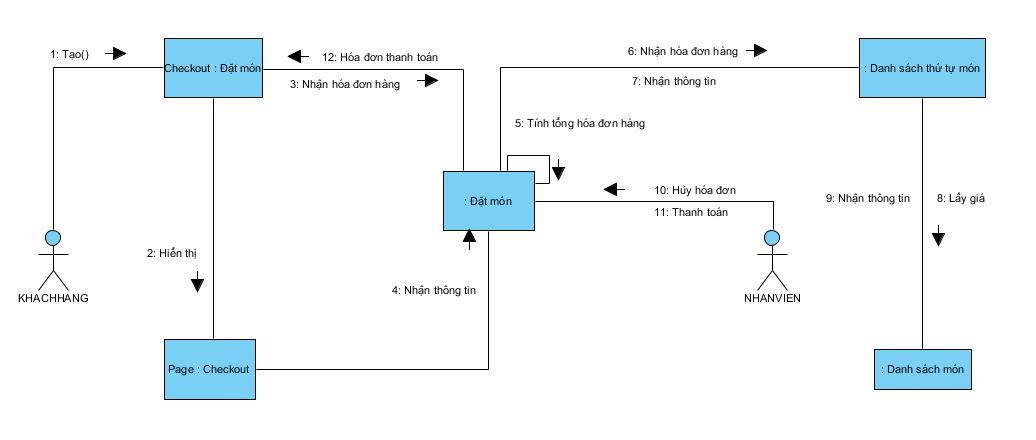 1: Tạo()
12: Hóa đơn thanh toán
6: Nhận hóa đơn hàng
Checkout : Đặt món
: Danh sách thứ tự món
3: Nhận hóa đơn hàng
7: Nhận thông tin
5: Tính tổng hóa đơn hàng
10: Hủy hóa đơn
: Đặt món
9: Nhận thông tin
8: Lấy giá
11: Thanh toán
2: Hiển thị
4: Nhận thông tin
KHACHHANG
NHANVIEN
Page : Checkout
: Danh sách món